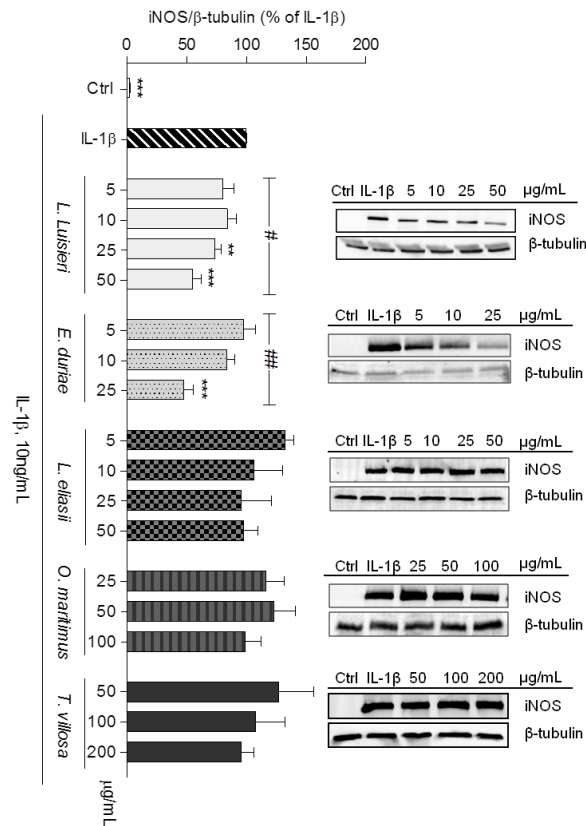 iNOS/β-tubulin (% of IL-1β)
0 50 100 150 200
Ctrl
***
IL-1β
IL-1β, 10ng/mL
L. Luisieri
5
10
25
**
50
***
#
E. duriae
5
10
25
***
##
L. eliasii
5
10
25
50
O. maritimus
25
50
100
T. villosa
50
100
200
µg/mL
Ctrl IL-1β 5 10 25 50 µg/mL
iNOS
β-tubulin
Ctrl IL-1β 5 10 25 µg/mL
iNOS
β-tubulin
Ctrl IL-1β 5 10 25 50 µg/mL
iNOS
β-tubulin
Ctrl IL-1β 25 50 100 µg/mL
iNOS
β-tubulin
Ctrl IL-1β 50 100 200 µg/mL
iNOS
β-tubulin